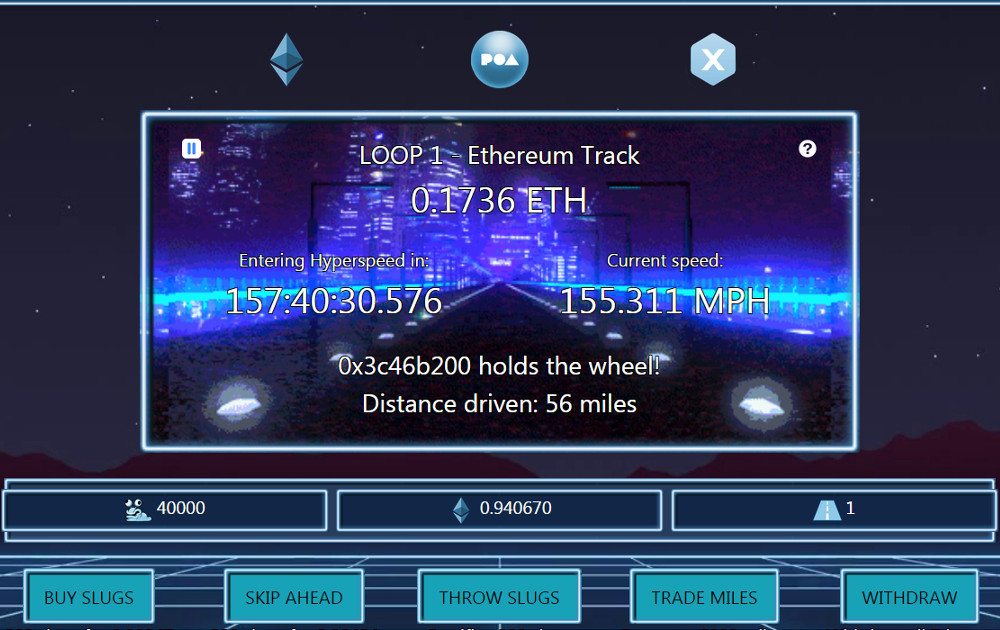 POA
X
LOOP 1 - Ethereum Track
0.1736 ETH
Entering Hyperspeed in:
157:40:30.576
Current speed:
155.311 MPH
0x3c46b200 holds the wheel!
Distance driven: 56 miles
40000
0.940670
1
BUY SLUGS
SKIP AHEAD
THROW SLUGS
TRADE MILES
WITHDRAW